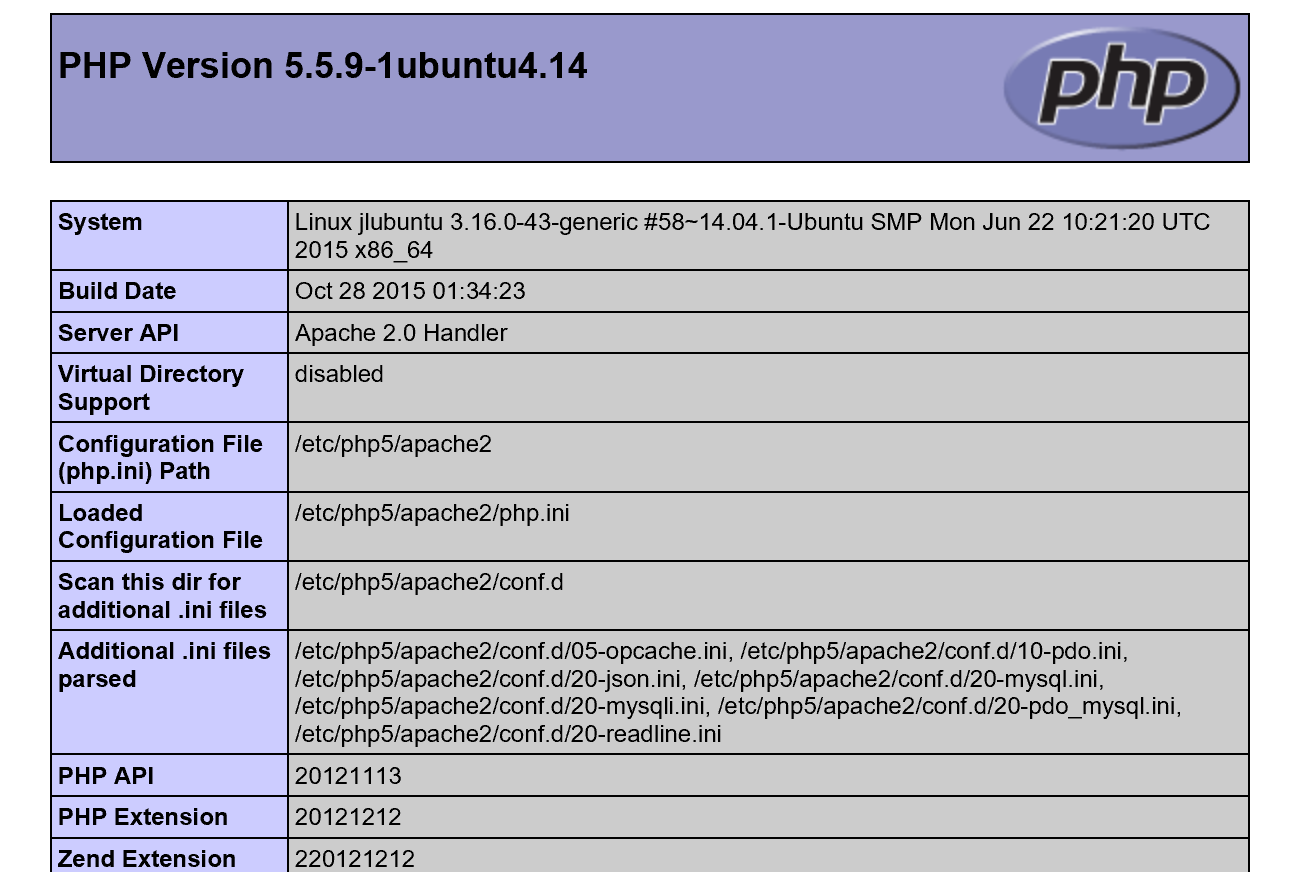 PHP Version 5.5.9-1ubuntu4.14
php
System
Linux jlubuntu 3.16.0-43-generic #58~14.04.1-Ubuntu SMP Mon Jun 22 10:21:20 UTC
2015 x86_64
Build Date
Oct 28 2015 01:34:23
Server API
Apache 2.0 Handler
Virtual Directory
Support
disabled
Configuration File
(php.ini) Path
/etc/php5/apache2
Loaded
Configuration File
/etc/php5/apache2/php.ini
Scan this dir for
additional .ini files
/etc/php5/apache2/conf.d
Additional .ini files
parsed
/etc/php5/apache2/conf.d/05-opcache.ini, /etc/php5/apache2/conf.d/10-pdo.ini,
/etc/php5/apache2/conf.d/20-json.ini, /etc/php5/apache2/conf.d/20-mysql.ini,
/etc/php5/apache2/conf.d/20-mysqli.ini, /etc/php5/apache2/conf.d/20-pdo_mysql.ini,
/etc/php5/apache2/conf.d/20-readline.ini
PHP API
20121113
PHP Extension
20121212
Zend Extension
220121212